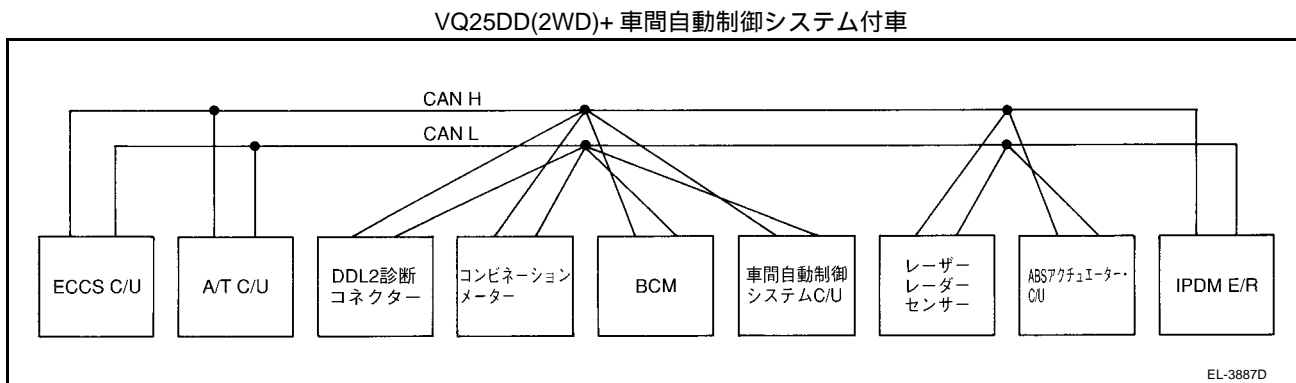 VQ25DD(2WD)+ 車間自動制御システム付車
CAN H
CAN L
ECCS C/U
A/T C/U
DDL2診断
コネクター
コンビネーション
メーター
BCM
車間自動制御
システムC/U
レーザー
レーダー
センサー
ABSアクチュエーター・
C/U
IPDM E/R
EL-3887D